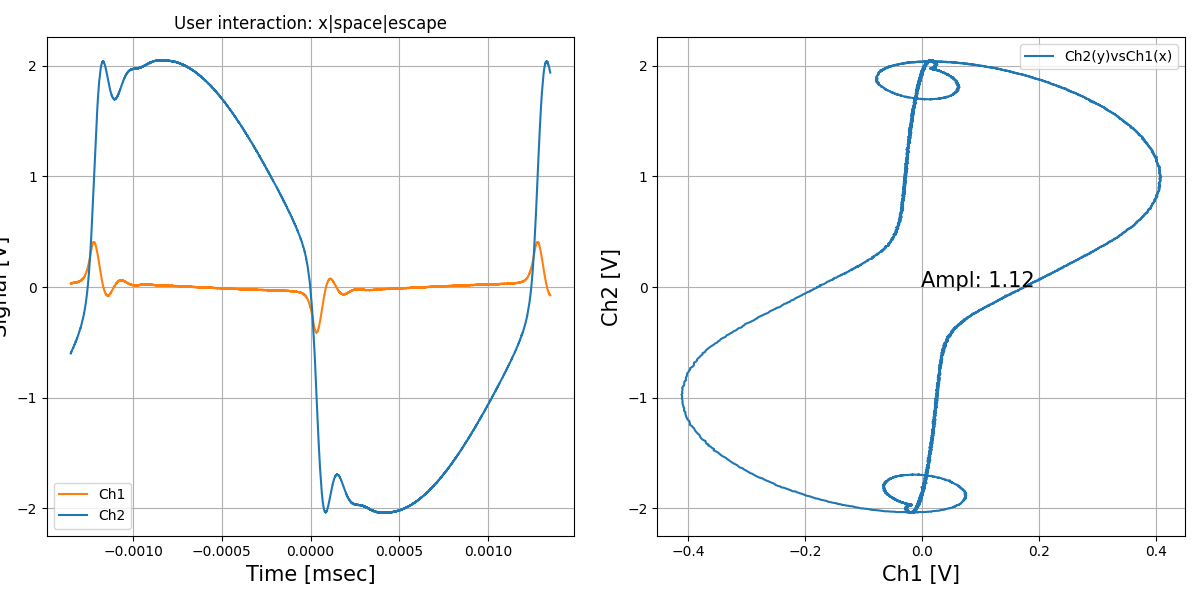 User interaction: x|space|escape
2
1
0
−1
−2
Signal [V]
Ch1
Ch2
−0.0010
−0.0005
0.0000
0.0005
0.0010
Time [msec]
Ch2(y)vsCh1(x)
2
1
0
−1
−2
Ch2 [V]
Ampl: 1.12
−0.4
−0.2
0.0
0.2
0.4
Ch1 [V]